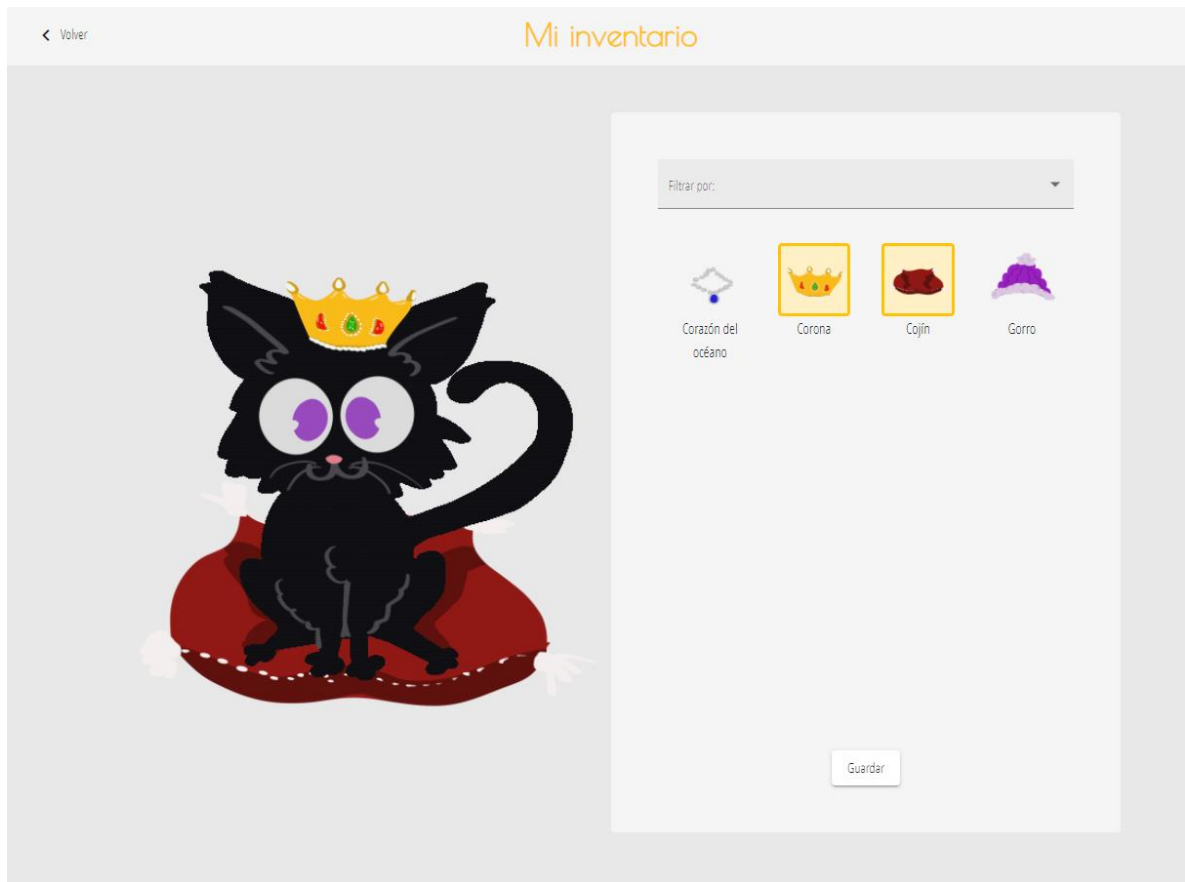 Volver
Mi inventario
Filtrar por:
Corazón del
océano
Corona
Cojín
Gorro
Guardar